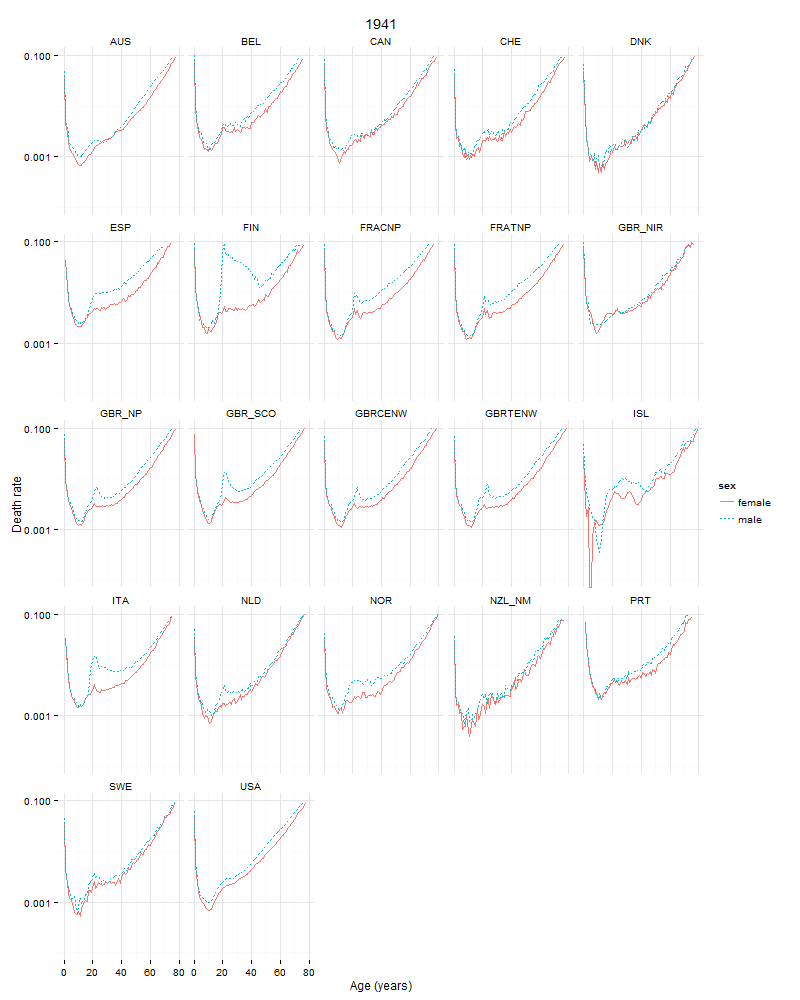 1941
AUS BEL CAN CHE DNK
0.100
0.001
ESP FIN FRACNP FRATNP GBR_NIR
0.100
0.001
GBR_NP GBR_SCO GBRCENW GBRTENW ISL
0.100
0.001
Death rate
sex
female
male
ITA NLD NOR NZL_NM PRT
0.100
0.001
SWE USA
0.100
0.001
0 20 40 60 80 0 20 40 60 80
Age (years)